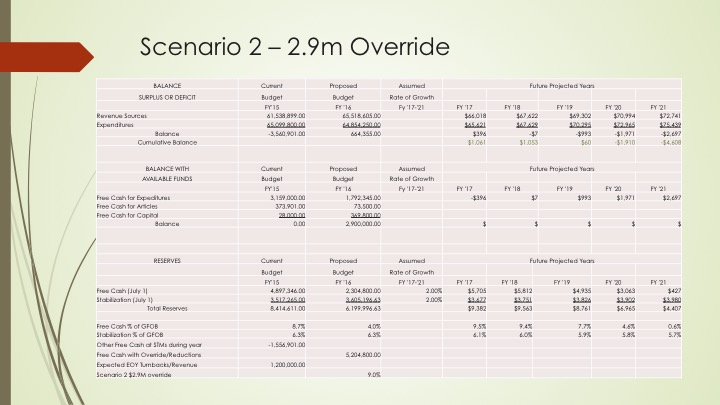 Scenario 2 – 2.9m Override
BALANCE Current Proposed Assumed Future Projected Years
SURPLUS OR DEFICIT Budget Budget Rate of Growth
FY'15 FY '16 Fy '17-'21 FY '17 FY '18 FY '19 FY '20 FY '21
Revenue Sources 61,538,899.00 65,518,605.00 $66,018 $67,622 $69,302 $70,994 $72,741
Expenditures 65,099,800.00 64,854,250.00 $65,621 $67,629 $70,295 $72,965 $75,439
Balance -3,560,901.00 664,355.00 $396 -$7 -$993 -$1,971 -$2,697
Cumulative Balance $1,061 $1,053 $60 -$1,910 -$4,608
BALANCE WITH Current Proposed Assumed Future Projected Years
AVAILABLE FUNDS Budget Budget Rate of Growth
FY'15 FY '16 Fy '17-'21 FY '17 FY '18 FY '19 FY '20 FY '21
Free Cash for Expeditures 3,159,000.00 1,792,345.00 -$396 $7 $993 $1,971 $2,697
Free Cash for Articles 373,901.00 73,500.00
Free Cash for Capital 28,000.00 369,800.00
Balance 0.00 2,900,000.00 $ $ $ $ $
RESERVES Current Proposed Assumed Future Projected Years
Budget Budget Rate of Growth
FY'15 FY '16 FY '17-'21 FY '17 FY '18 FY '19 FY '20 FY '21
Free Cash (July 1) 4,897,346.00 2,304,800.00 2.00% $5,705 $5,812 $4,935 $3,063 $427
Stabilization (July 1) 3,517,265.00 3,605,196.63 2.00% $3,677 $3,751 $3,826 $3,902 $3,980
Total Reserves 8,414,611.00 6,199,996.63 $9,382 $9,563 $8,761 $6,965 $4,407
Free Cash % of GFOB 8.7% 4.0% 9.5% 9.4% 7.7% 4.6% 0.6%
Stabilization % of GFOB 6.3% 6.3% 6.1% 6.0% 5.9% 5.8% 5.7%
Other Free Cash at STMs during year -1,556,901.00
Free Cash with Override/Reductions 5,204,800.00
Expected EOY Turnbacks/Revenue 1,200,000.00
Scenario 2 $2.9M override 9.0%